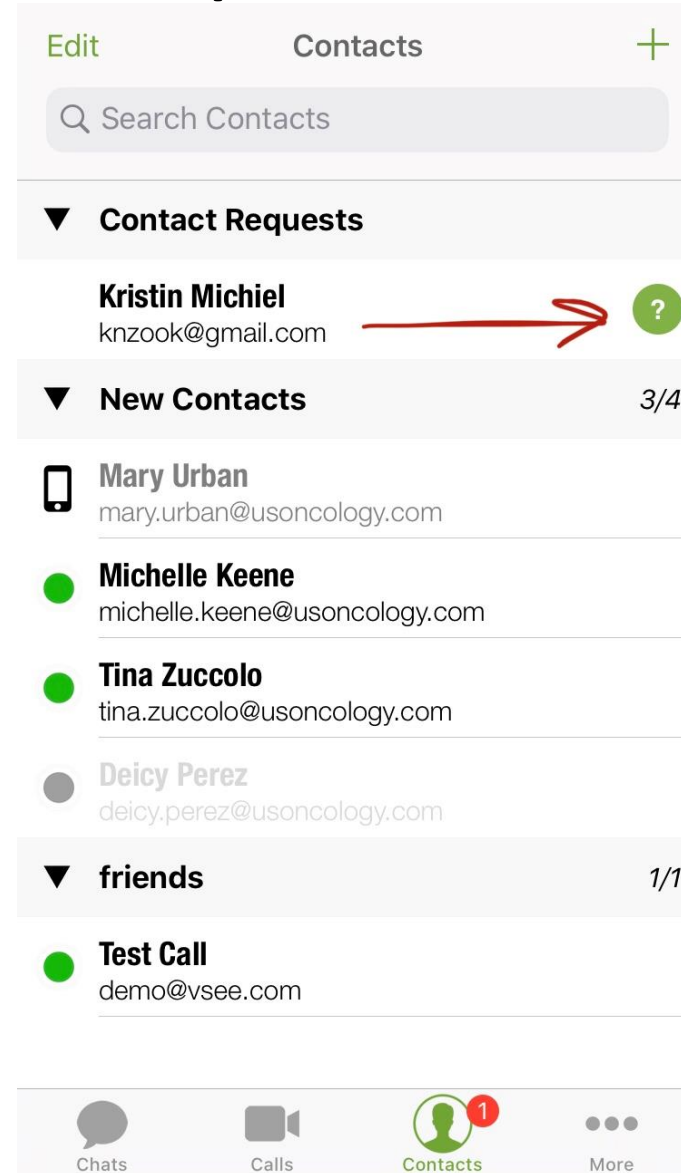 Edit Contacts +
Search Contacts
Contact Requests
Kristin Michiel
knzook@gmail.com
?
New Contacts 3/4
Mary Urban
mary.urban@usoncology.com
Michelle Keene
michelle.keene@usoncology.com
Tina Zuccolo
tina.zuccolo@usoncology.com
Deicy Perez
deicy.perez@usoncology.com
friends 1/1
Test Call
demo@vsee.com
1
Chats Calls Contacts More